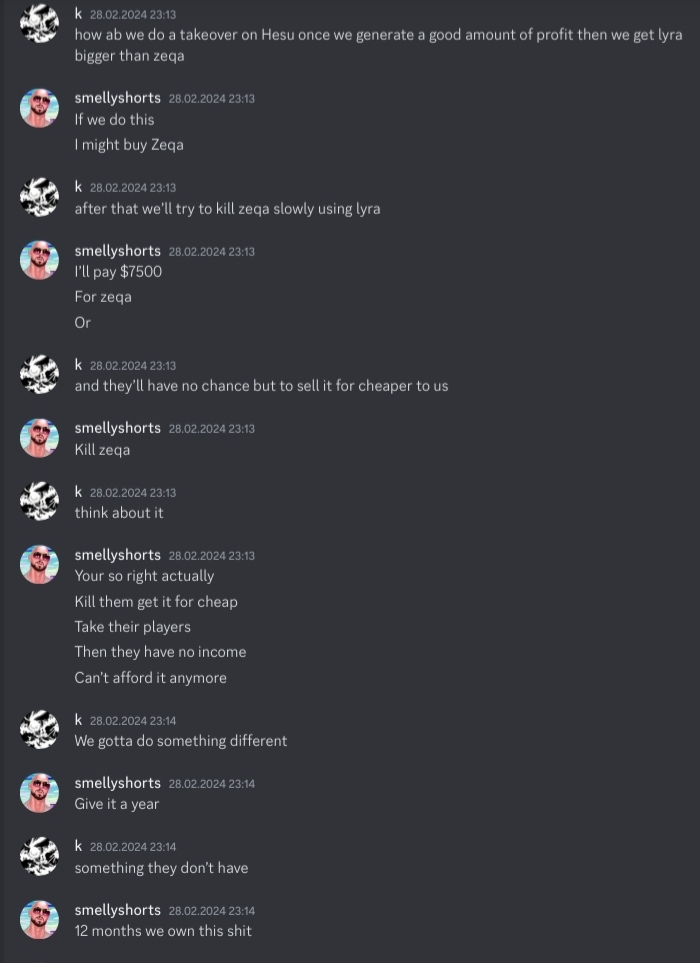 k 28.02.2024 23:13
how ab we do a takeover on Hesu once we generate a good amount of profit then we get lyra
bigger than zeqa
smellyshorts 28.02.2024 23:13
If we do this
I might buy Zeqa
k 28.02.2024 23:13
after that we'll try to kill zeqa slowly using lyra
smellyshorts 28.02.2024 23:13
I'll pay $7500
For zeqa
Or
k 28.02.2024 23:13
and they'll have no chance but to sell it for cheaper to us
smellyshorts 28.02.2024 23:13
Kill zeqa
k 28.02.2024 23:13
think about it
smellyshorts 28.02.2024 23:13
Your so right actually
Kill them get it for cheap
Take their players
Then they have no income
Can't afford it anymore
k 28.02.2024 23:14
We gotta do something different
smellyshorts 28.02.2024 23:14
Give it a year
k 28.02.2024 23:14
something they don't have
smellyshorts 28.02.2024 23:14
12 months we own this shit